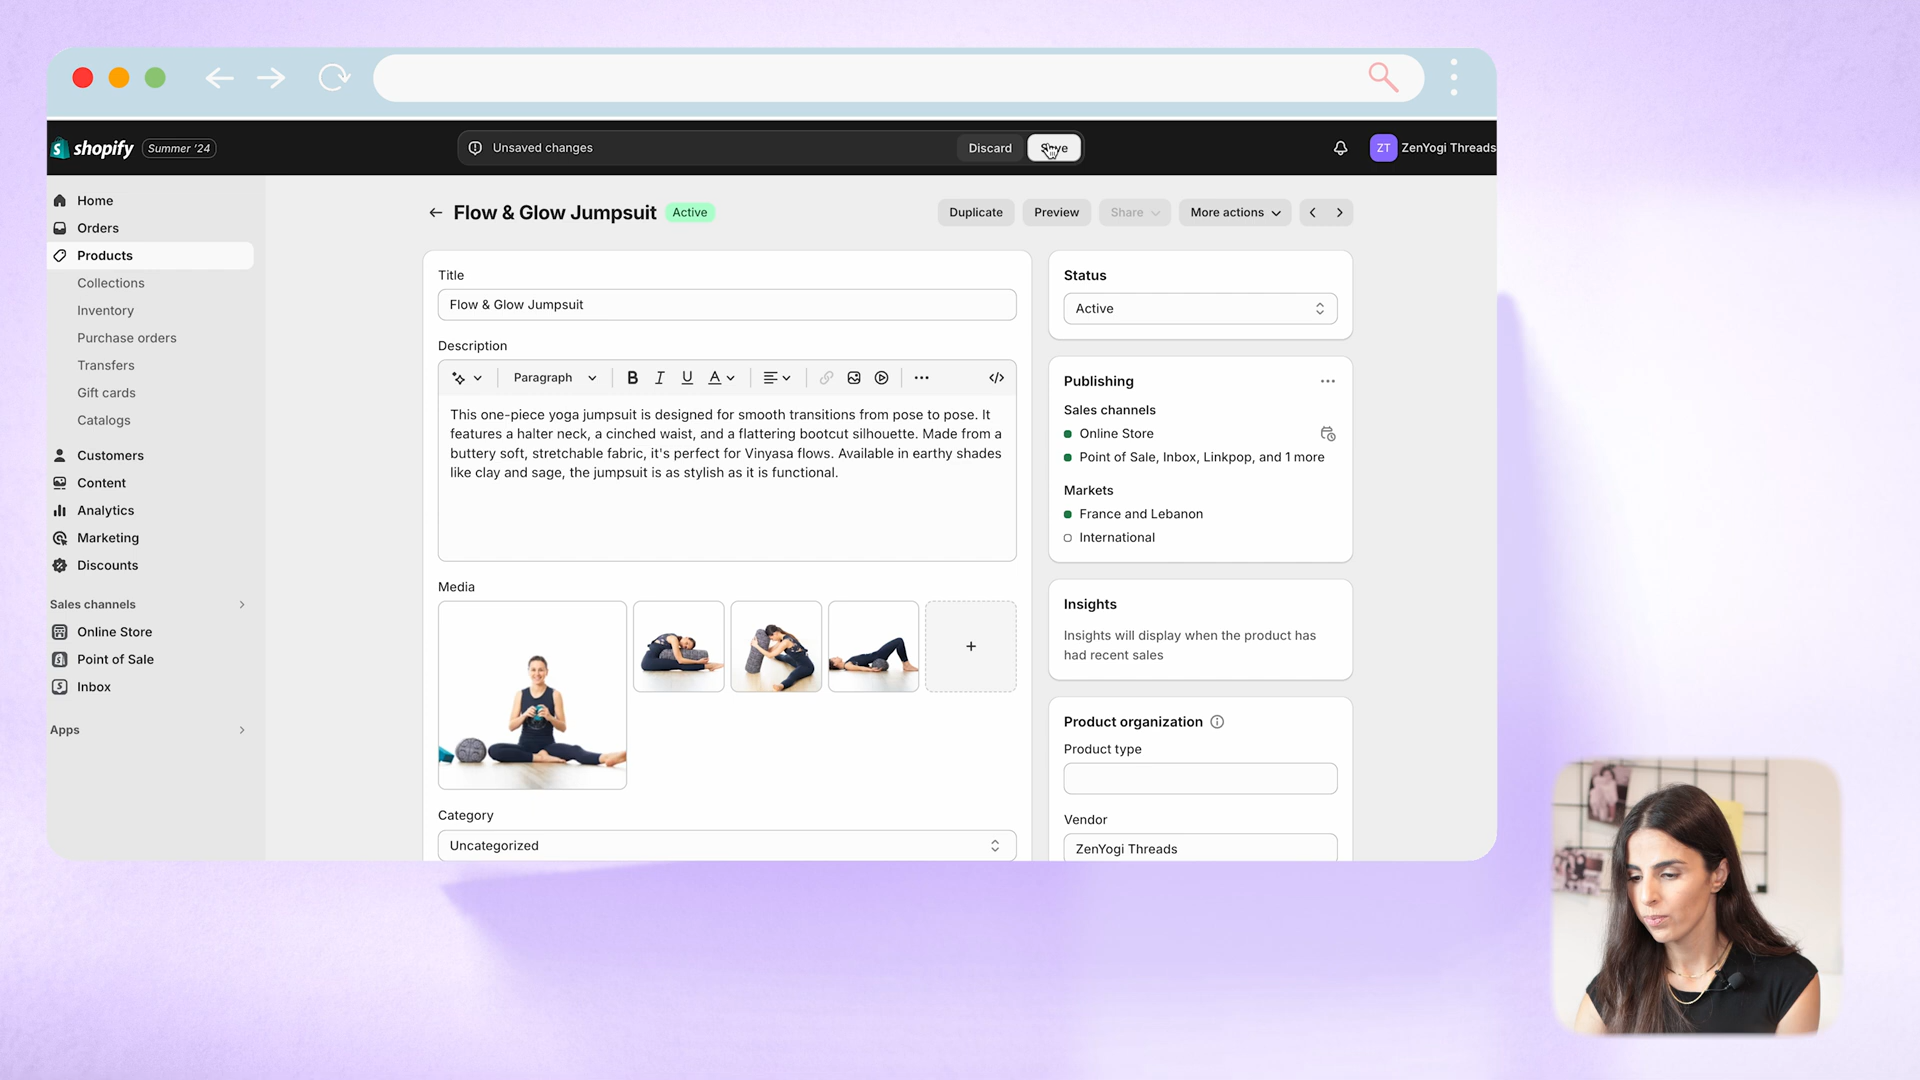 shopify
Summer '24
Unsaved changes
Discard
ZT
ZenYogi Threads
Home
Orders
Products
Collections
Inventory
Purchase orders
Transfers
Gift cards
Catalogs
Customers
Content
Analytics
Marketing
Discounts
Sales channels
Online Store
Point of Sale
Inbox
Apps
Flow & Glow Jumpsuit
Active
Duplicate
Preview
Share
More actions
Title
Flow & Glow Jumpsuit
Description
Paragraph
B I U A
This one-piece yoga jumpsuit is designed for smooth transitions from pose to pose. It
features a halter neck, a cinched waist, and a flattering bootcut silhouette. Made from a
buttery soft, stretchable fabric, it's perfect for Vinyasa flows. Available in earthy shades
like clay and sage, the jumpsuit is as stylish as it is functional.
Media
+
Category
Uncategorized
Status
Active
Publishing
Sales channels
Online Store
Point of Sale, Inbox, Linkpop, and 1 more
Markets
France and Lebanon
International
Insights
Insights will display when the product has
had recent sales
Product organization
Product type
Vendor
ZenYogi Threads